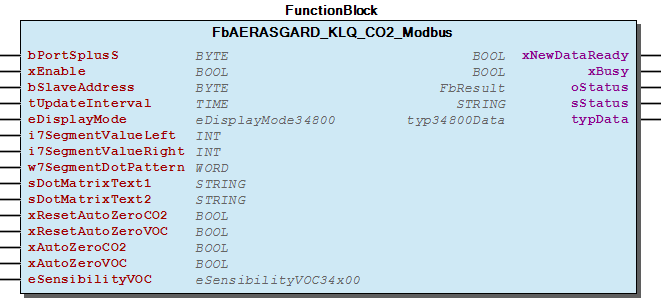 FunctionBlock
FbAERASGARD_KLQ_CO2_Modbus
bPortSplusS BYTE BOOL xNewDataReady
xEnable BOOL BOOL xBusy
bSlaveAddress BYTE FbResult oStatus
tUpdateInterval TIME STRING sStatus
eDisplayMode eDisplayMode34800 typ34800Data typData
i7SegmentValueLeft INT
i7SegmentValueRight INT
w7SegmentDotPattern WORD
sDotMatrixText1 STRING
sDotMatrixText2 STRING
xResetAutoZeroCO2 BOOL
xResetAutoZeroVOC BOOL
xAutoZeroCO2 BOOL
xAutoZeroVOC BOOL
eSensibilityVOC eSensibilityVOC34x00